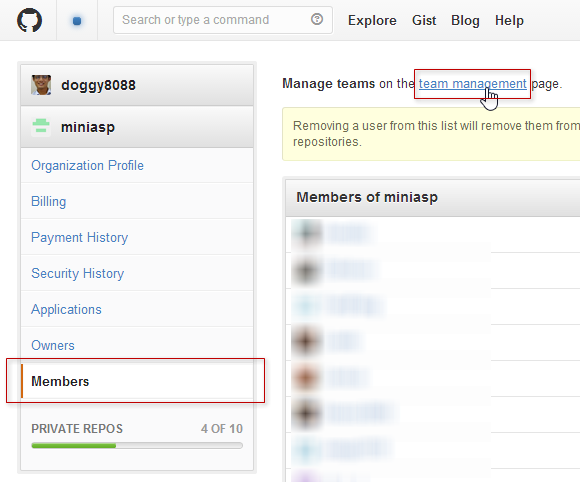 Search or type a command
Explore Gist Blog Help
doggy8088
miniasp
Organization Profile
Billing
Payment History
Security History
Applications
Owners
Members
PRIVATE REPOS 4 OF 10
Manage teams on the team management page.
Removing a user from this list will remove them from
repositories.
Members of miniasp